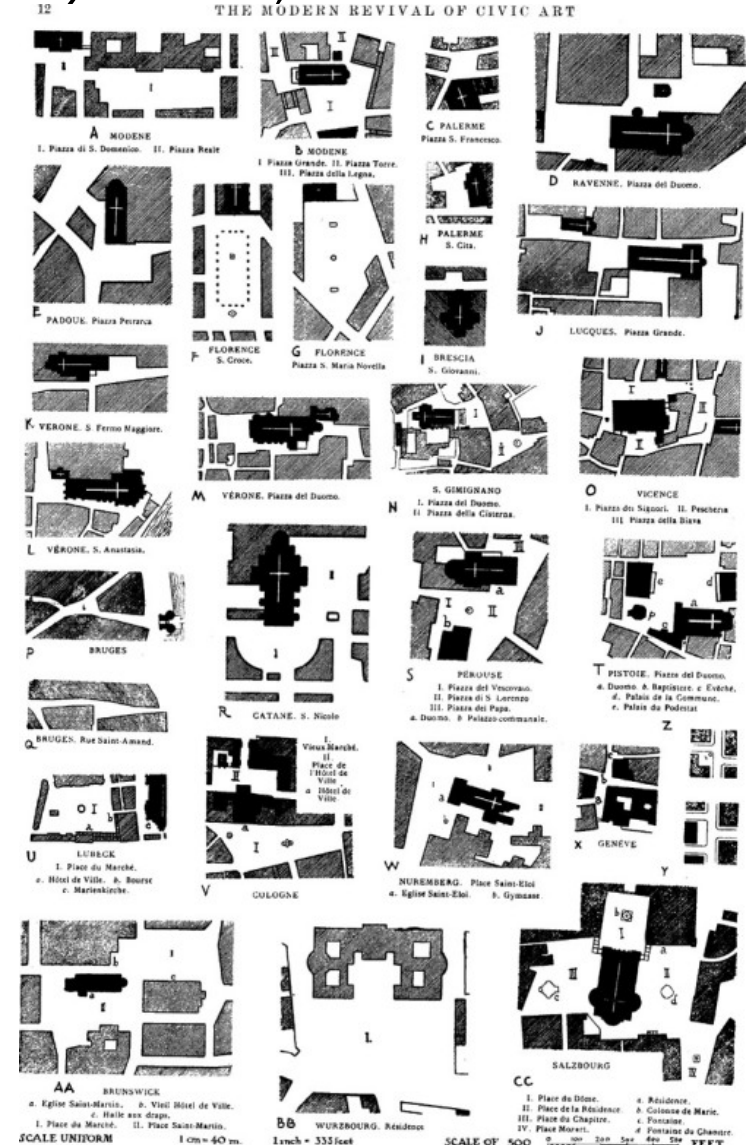 12 THE MODERN REVIVAL OF CIVIC ART
A MODENE
I. Piazza di S. Domenico. II. Piazza Reale
B MODENE
I Piazza Grande. II. Piazza Torre.
III. Piazza della Legna.
C PALERME
Piazza S. Francesco.
D RAVENNE. Piazza del Duomo.
E PADOUE. Piazza Petrarca
F FLORENCE
S. Croce.
G FLORENCE
Piazza S. Maria Novella
H PALERME
S. Cita.
I BRESCIA
S. Giovanni.
J LUCQUES. Piazza Grande.
K VERONE. S. Fermo Maggiore.
L VÉRONE. S. Anastasia.
M VÉRONE. Piazza del Duomo.
N S. GIMIGNANO
I. Piazza del Duomo.
II Piazza della Cisterna.
O VICENCE
I. Piazza dei Signori. II. Pescheria
III Piazza della Biava
P BRUGES
Q BRUGES. Rue Saint-Amand.
R CATANE. S. Nicolo
S PÉROUSE
I. Piazza del Vescovato.
II. Piazza di S. Lorenzo
III. Piazza dei Papa.
a. Duomo. b Palazzo communale.
T PISTOIE. Piazza del Duomo.
a. Duomo. b. Baptistere. c Evêché.
d. Palais de la Commune.
e. Palais du Podestat
U LUBECK
I. Place du Marché.
a. Hôtel de Ville. b. Bourse
c. Marienkirche.
V COLOGNE
I.
Vieux Marché.
II.
Place de
l'Hôtel de
Ville
a Hôtel de
Ville.
W NUREMBERG. Place Saint-Eloi
a. Eglise Saint-Eloi. b. Gymnase.
X GENÉVE
Y
Z
AA BRUNSWICK
a. Eglise Saint-Martin. b. Vieil Hôtel de Ville.
c. Halle aux draps.
I. Place du Marché. II. Place Saint-Martin.
BB WURZBOURG. Résidence
CC SALZBOURG
I. Place du Dôme. a. Résidence.
II. Place de la Résidence. b. Colonne de Marie.
III. Place du Chapitre. c. Fontaine.
IV. Place Mozart. d Fontaine du Chapitre.
SCALE UNIFORM 1 cm = 40 m. 1 inch = 333 feet SCALE OF 500 FEET